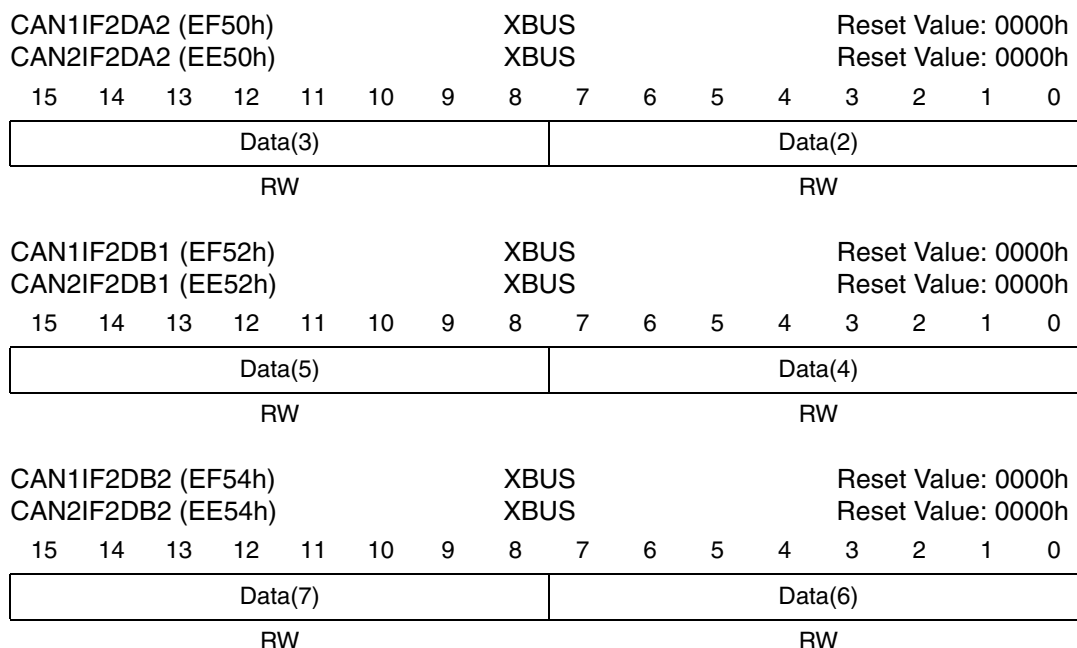 CAN1IF2DA2 (EF50h) XBUS Reset Value: 0000h
CAN2IF2DA2 (EE50h) XBUS Reset Value: 0000h
15 14 13 12 11 10 9 8 7 6 5 4 3 2 1 0
Data(3) Data(2)
RW RW
CAN1IF2DB1 (EF52h) XBUS Reset Value: 0000h
CAN2IF2DB1 (EE52h) XBUS Reset Value: 0000h
15 14 13 12 11 10 9 8 7 6 5 4 3 2 1 0
Data(5) Data(4)
RW RW
CAN1IF2DB2 (EF54h) XBUS Reset Value: 0000h
CAN2IF2DB2 (EE54h) XBUS Reset Value: 0000h
15 14 13 12 11 10 9 8 7 6 5 4 3 2 1 0
Data(7) Data(6)
RW RW